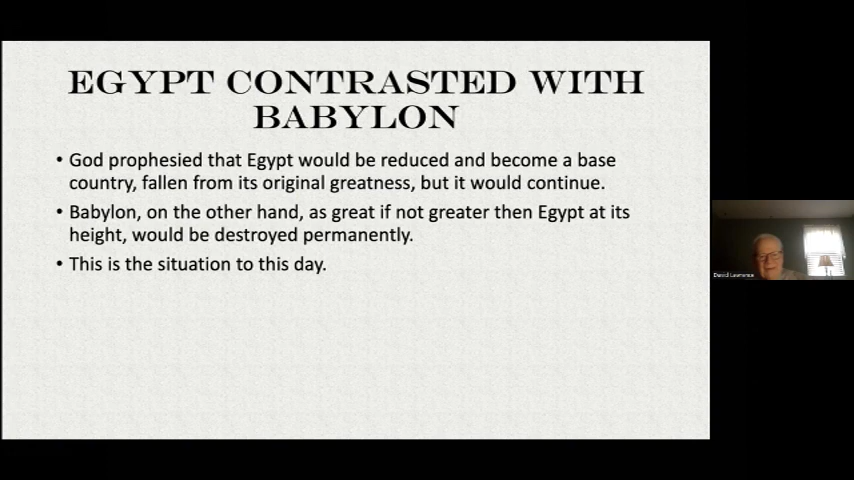 EGYPT CONTRASTED WITH
BABYLON
• God prophesied that Egypt would be reduced and become a base
country, fallen from its original greatness, but it would continue.
• Babylon, on the other hand, as great if not greater then Egypt at its
height, would be destroyed permanently.
• This is the situation to this day.
David